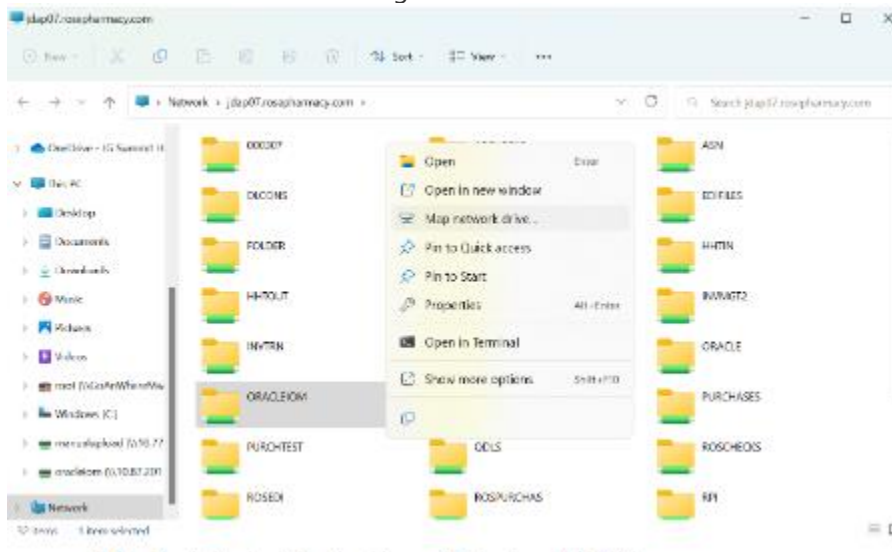 jdap07.rosepharmacy.com
New
Sort
View
Network > jdap07.rosepharmacy.com >
Search jdap07.rosepharmacy.com
OneDrive - (G Summit H
This PC
Desktop
Documents
Downloads
Music
Pictures
Videos
Windows (C:)
Network
DLCONS
FOLDER
HHTOUT
INVTRN
ORACLEIOM
PURCHTEST
ROSEDI
Open Enter
Open in new window
Map network drive...
Pin to Quick access
Pin to Start
Properties Alt+Enter
Open in Terminal
Show more options Shift+F10
ODLS
ROSPURCHAS
ASN
EDIFILES
HHTIN
INVMGT2
ORACLE
PURCHASES
ROSCHECKS
RPI
1 item selected